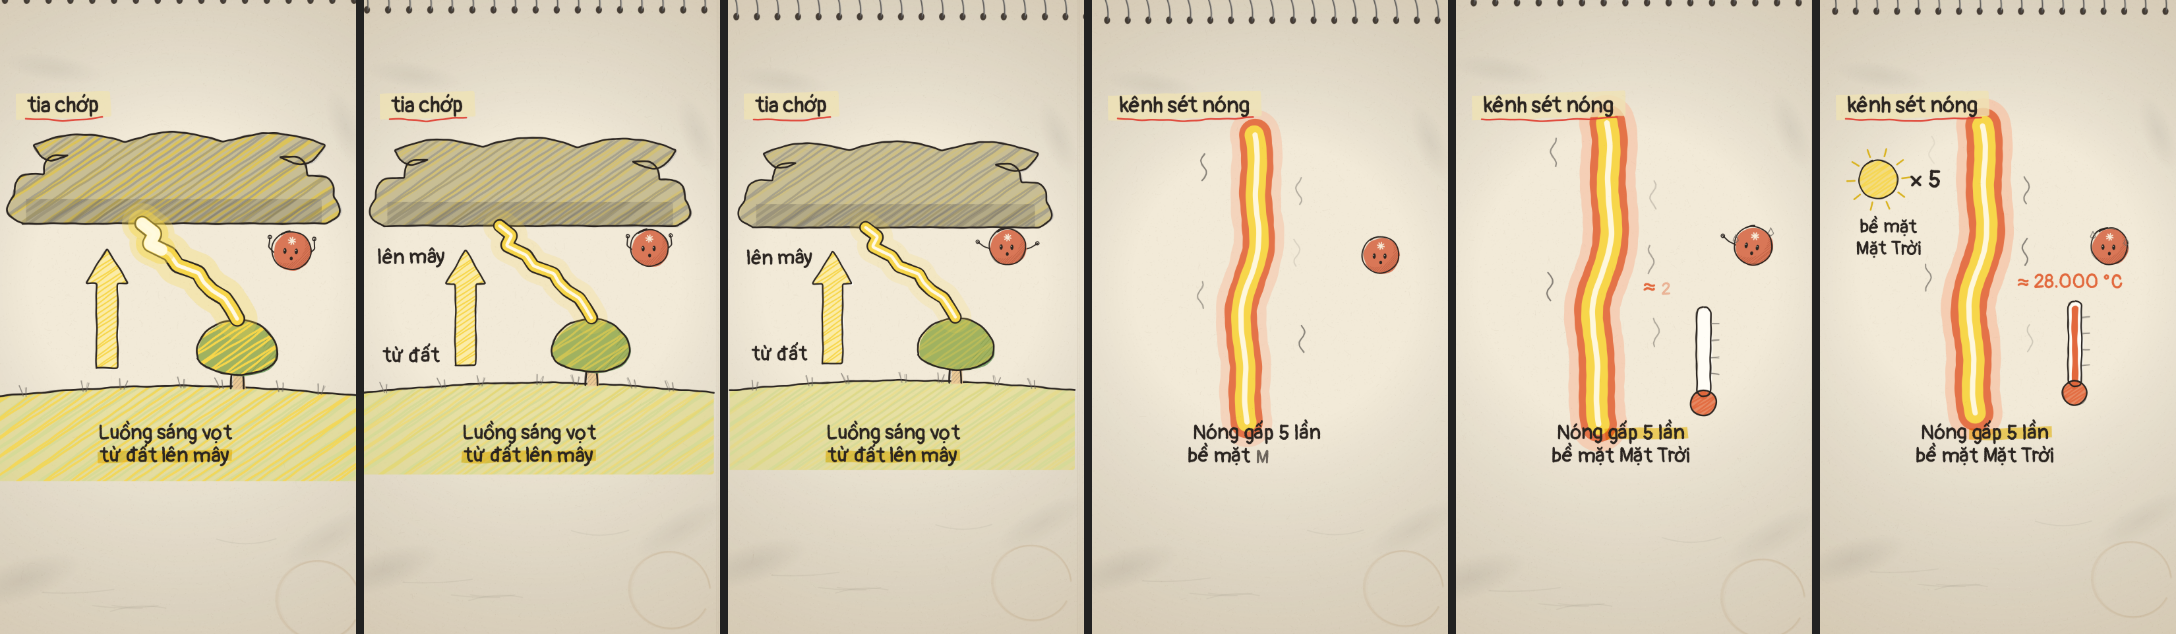 tia chớp
Luồng sáng vọt
từ đất lên mây
tia chớp
lên mây
từ đất
Luồng sáng vọt
từ đất lên mây
tia chớp
lên mây
từ đất
Luồng sáng vọt
từ đất lên mây
kênh sét nóng
Nóng gấp 5 lần
bề mặt M
kênh sét nóng
≈ 2
Nóng gấp 5 lần
bề mặt Mặt Trời
kênh sét nóng
× 5
bề mặt
Mặt Trời
≈ 28.000 °C
Nóng gấp 5 lần
bề mặt Mặt Trời